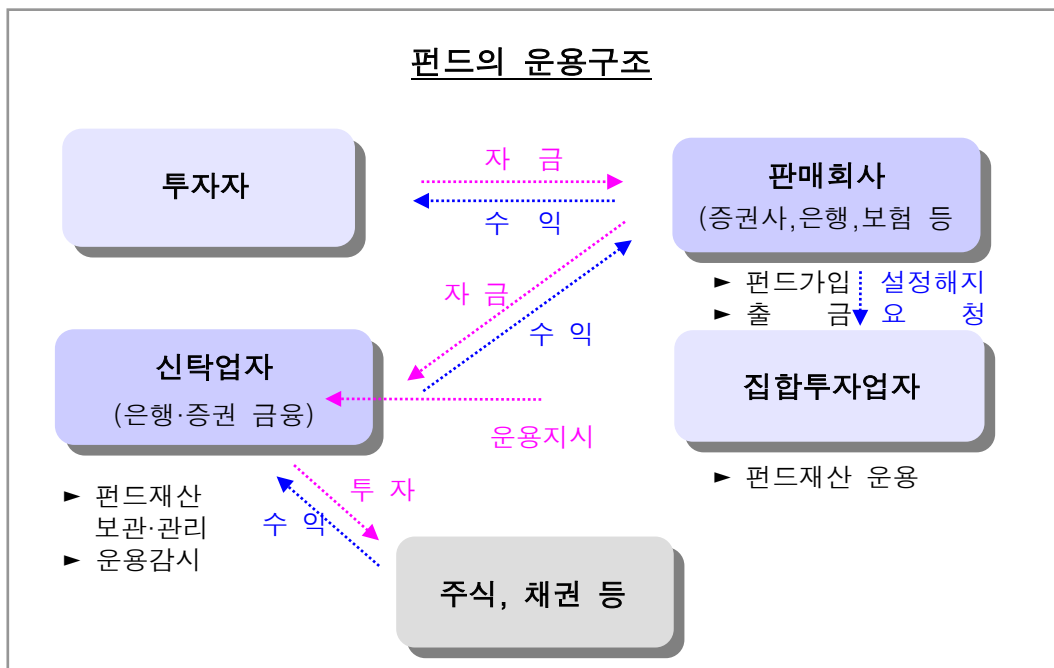 펀드의 운용구조
투자자
자 금
수 익
판매회사
(증권사,은행,보험 등
► 펀드가입
► 출 금
설정해지
요 청
자 금
수 익
신탁업자
(은행·증권 금융)
집합투자업자
운용지시
► 펀드재산 운용
► 펀드재산
보관·관리
► 운용감시
투 자
수 익
주식, 채권 등